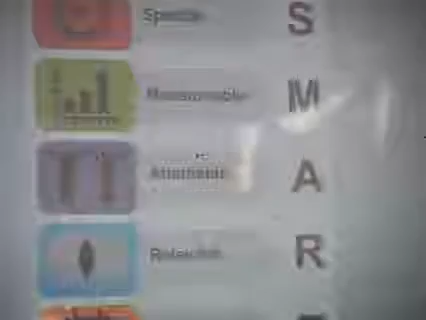 Specific S
Measurable M
Attainable A
Relevant R